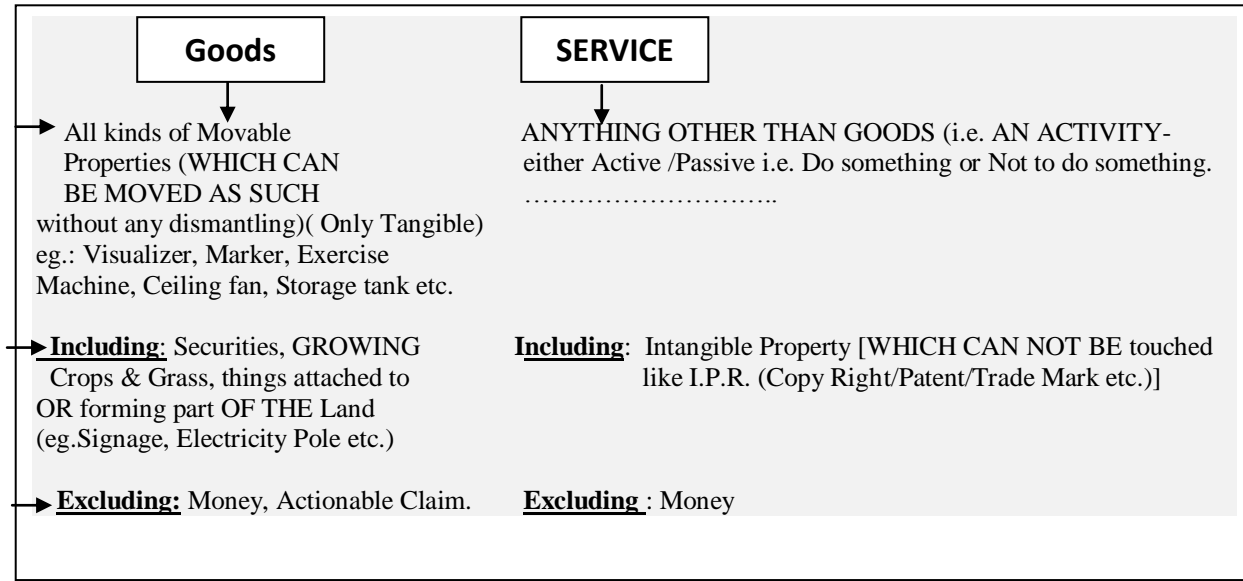 Goods
All kinds of Movable
Properties (WHICH CAN
BE MOVED AS SUCH
without any dismantling)( Only Tangible)
eg.: Visualizer, Marker, Exercise
Machine, Ceiling fan, Storage tank etc.
Including: Securities, GROWING
Crops & Grass, things attached to
OR forming part OF THE Land
(eg.Signage, Electricity Pole etc.)
Excluding: Money, Actionable Claim.
SERVICE
ANYTHING OTHER THAN GOODS (i.e. AN ACTIVITY-
either Active /Passive i.e. Do something or Not to do something.
………………………..
Including: Intangible Property [WHICH CAN NOT BE touched
like I.P.R. (Copy Right/Patent/Trade Mark etc.)]
Excluding : Money